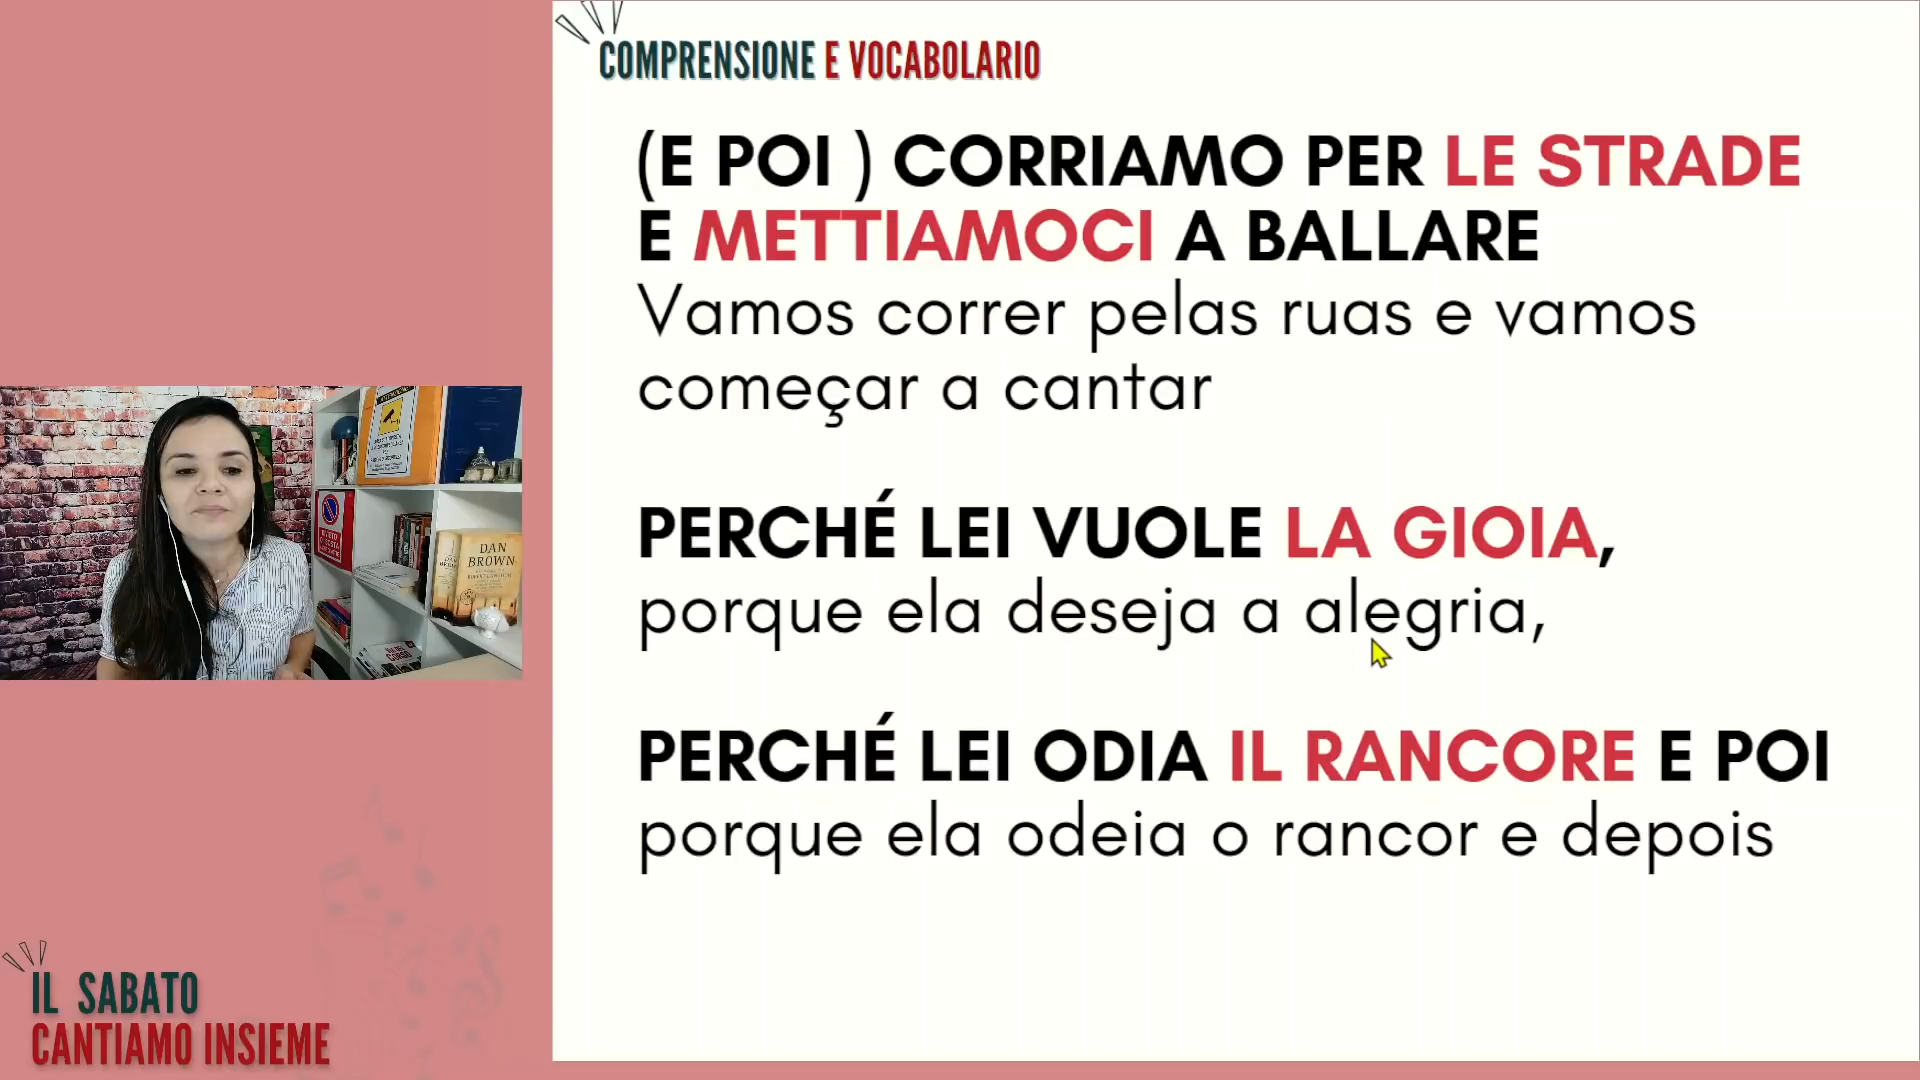 COMPRENSIONE E VOCABOLARIO
(E POI ) CORRIAMO PER LE STRADE
E METTIAMOCI A BALLARE
Vamos correr pelas ruas e vamos
começar a cantar
PERCHÉ LEI VUOLE LA GIOIA,
porque ela deseja a alegria,
PERCHÉ LEI ODIA IL RANCORE E POI
porque ela odeia o rancor e depois
DAN
BROWN
IL SABATO
CANTIAMO INSIEME